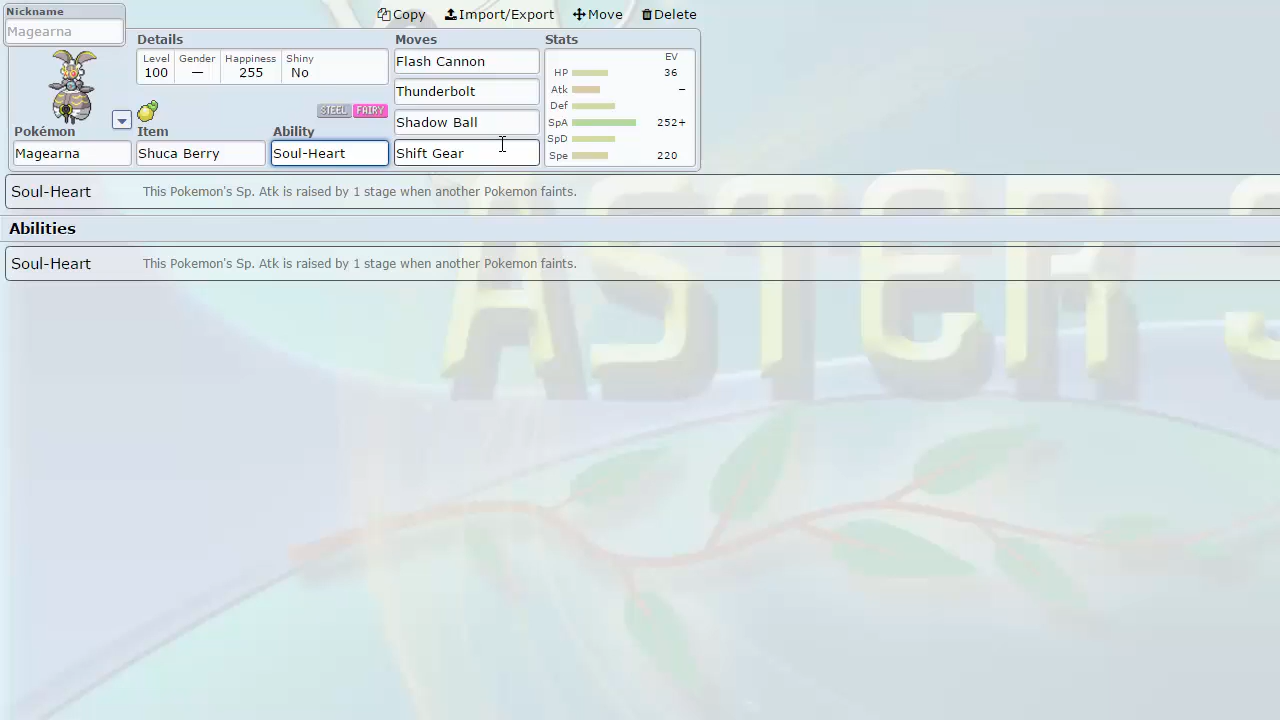 Nickname
Magearna
Copy Import/Export Move Delete
Details
Level Gender Happiness Shiny
100 — 255 No
STEEL FAIRY
Pokémon Item Ability
Magearna Shuca Berry Soul-Heart
Moves
Flash Cannon
Thunderbolt
Shadow Ball
Shift Gear
Stats
EV
HP 36
Atk –
Def
SpA 252+
SpD
Spe 220
Soul-Heart This Pokemon's Sp. Atk is raised by 1 stage when another Pokemon faints.
Abilities
Soul-Heart This Pokemon's Sp. Atk is raised by 1 stage when another Pokemon faints.
ASTER